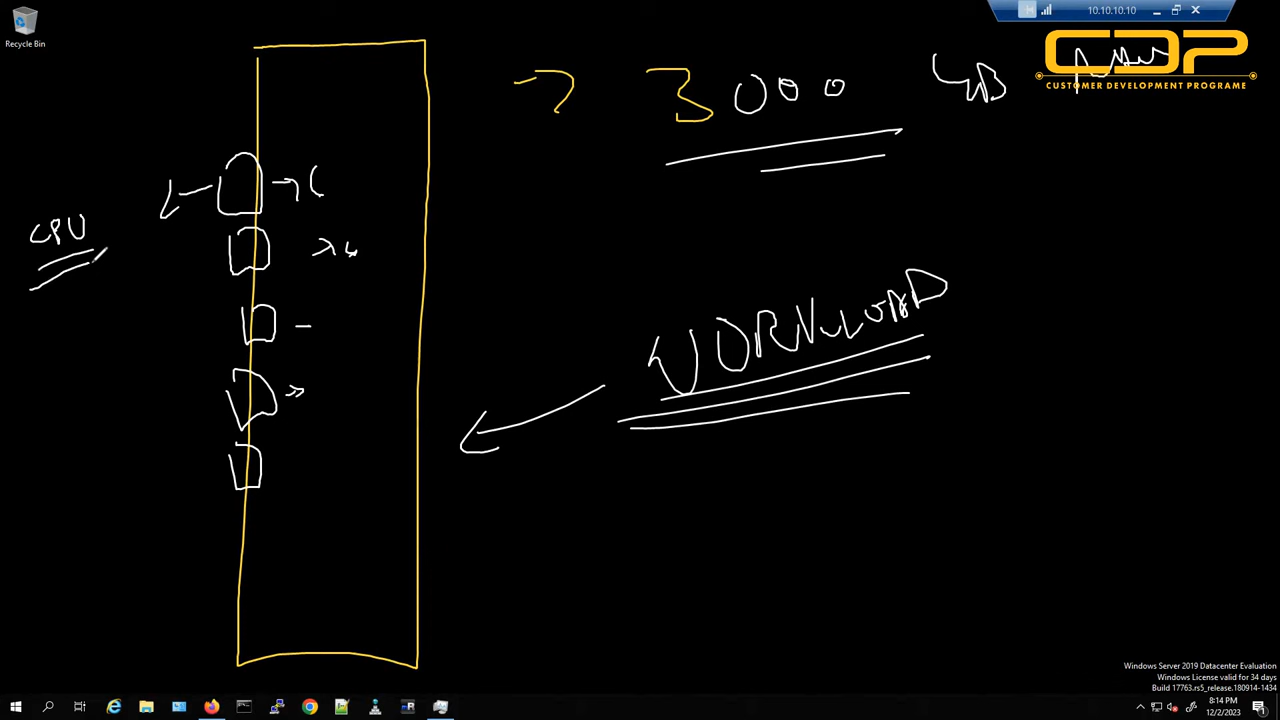 Recycle Bin
10.10.10.10
CDP
CUSTOMER DEVELOPMENT PROGRAME
3000 GB
CPU
WORKLOAD
Windows Server 2019 Datacenter Evaluation
Windows License valid for 34 days
Build 17763.rs5_release.180914-1434
8:14 PM
12/2/2023